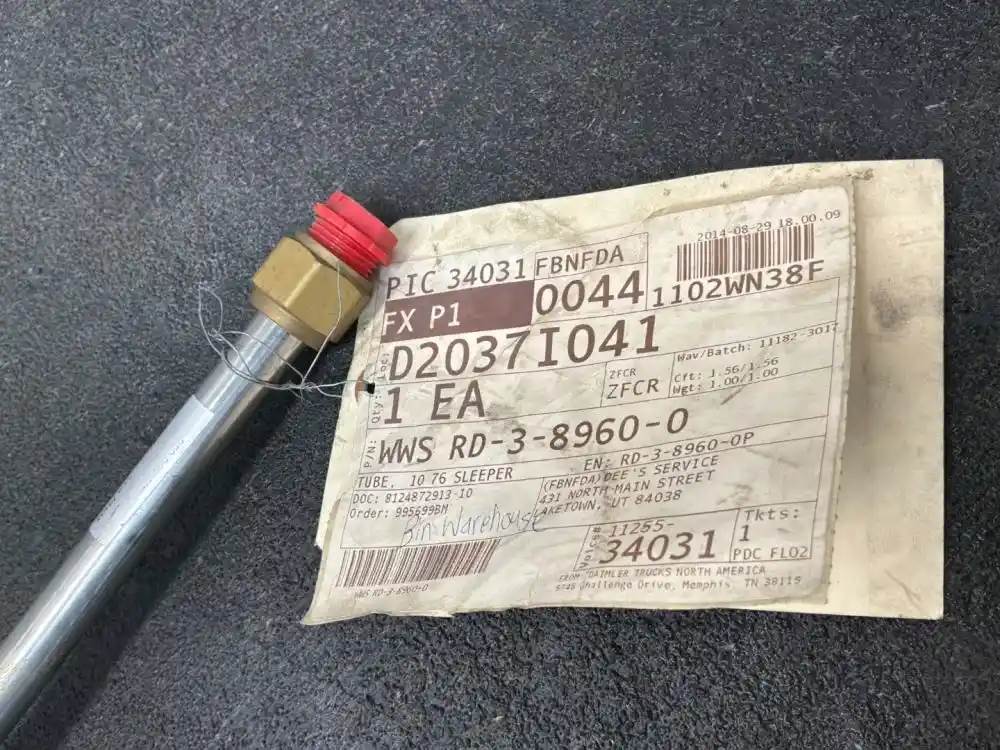 2014-08-29 18.00.09
PIC 34031 FBNFDA
FX P1 0044 1102WN38F
Loc: D2037I041
Wav/Batch: 11182-3017
Qty: 1 EA
ZFCR
ZFCR
Cft: 1.56/1.56
Wgt: 1.00/1.00
P/N: WWS RD-3-8960-0
TUBE, 10 76 SLEEPER
EN: RD-3-8960-0P
DOC: 8124872913-10
(FBNFDA)DEE'S SERVICE
Order: 995699BM
431 NORTH MAIN STREET
AKETOWN, UT 84038
Bin Warehouse
11255-
34031
Tkts:
1
PDC FL02
WWS RD-3-8960-0
FROM: DAIMLER TRUCKS NORTH AMERICA
Challenge Drive, Memphis, TN 38115